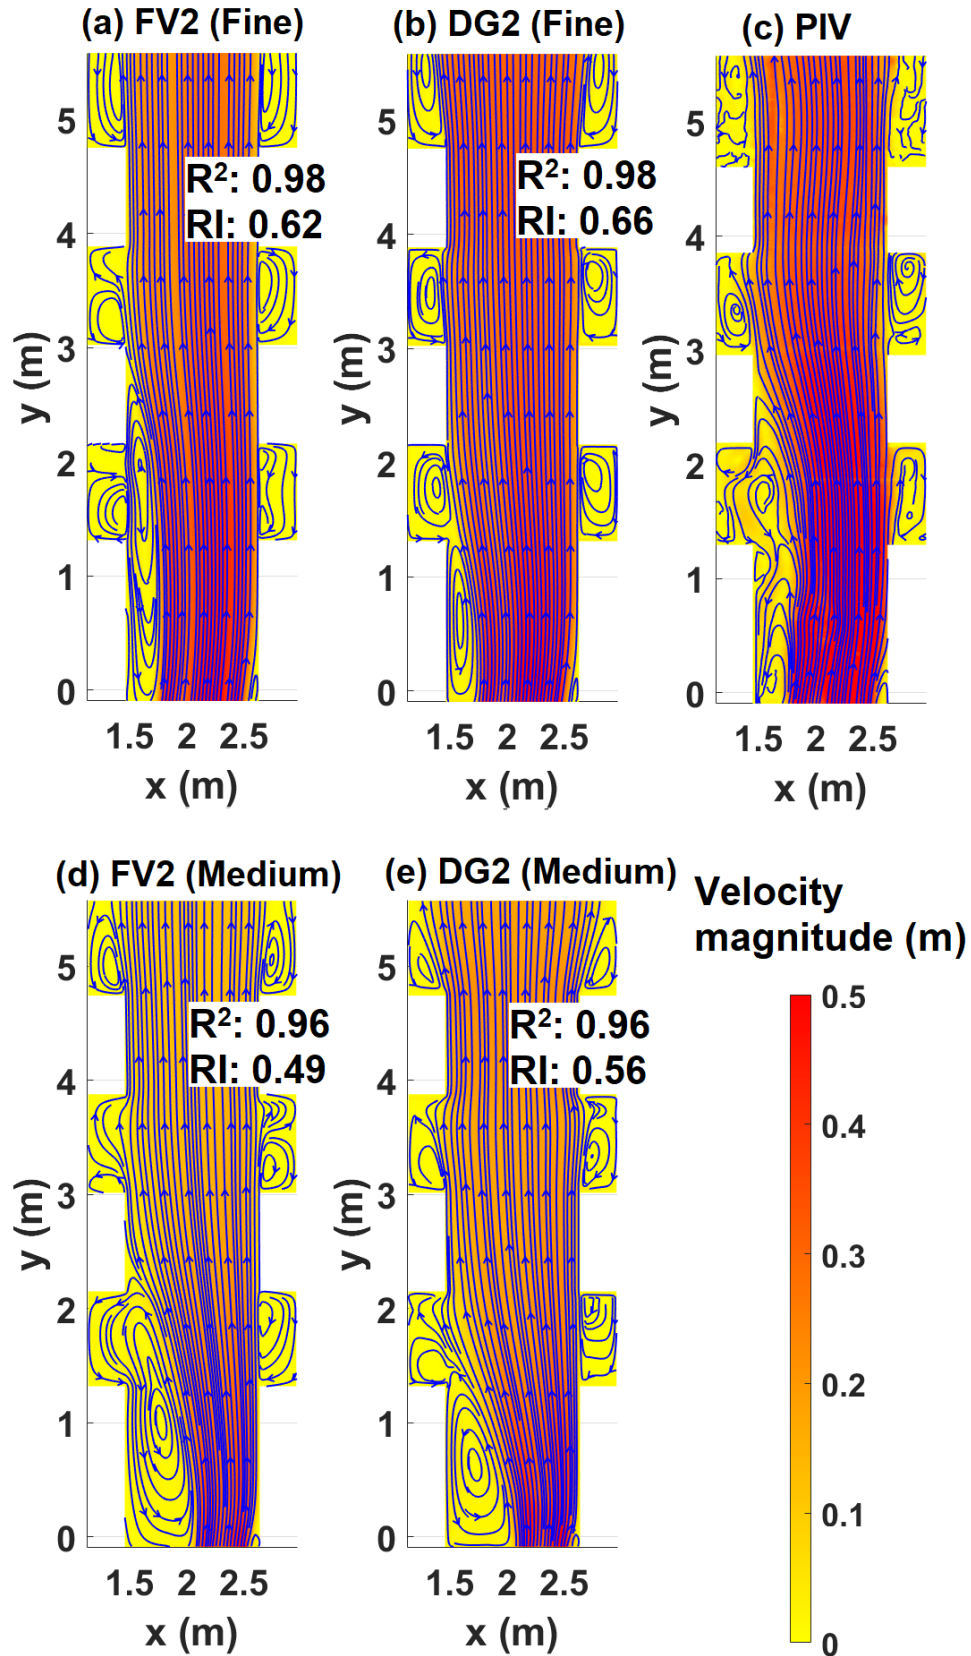 (a) FV2 (Fine)
(b) DG2 (Fine)
(c) PIV
R²: 0.98
RI: 0.62
R²: 0.98
RI: 0.66
5
4
3
2
1
0
y (m)
1.5 2 2.5
x (m)
5
4
3
2
1
0
y (m)
1.5 2 2.5
x (m)
5
4
3
2
1
0
y (m)
1.5 2 2.5
x (m)
(d) FV2 (Medium)
(e) DG2 (Medium)
R²: 0.96
RI: 0.49
R²: 0.96
RI: 0.56
5
4
3
2
1
0
y (m)
1.5 2 2.5
x (m)
5
4
3
2
1
0
y (m)
1.5 2 2.5
x (m)
Velocity
magnitude (m)
0.5
0.4
0.3
0.2
0.1
0